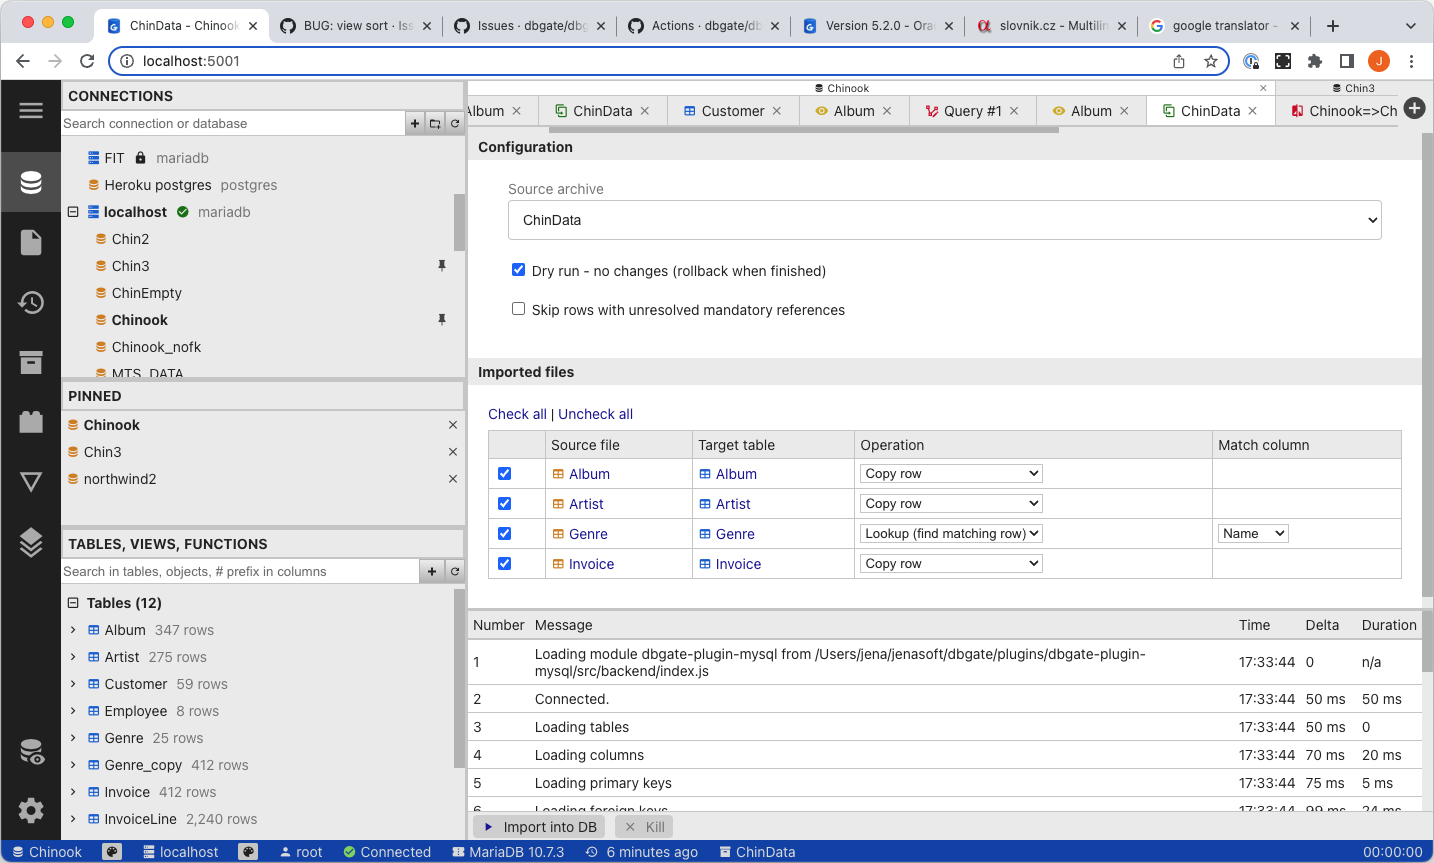 ChinData - Chinook
BUG: view sort · Iss
Issues · dbgate/dbg
Actions · dbgate/db
Version 5.2.0 - Ora
slovnik.cz - Multilin
google translator -
localhost:5001
J
CONNECTIONS
Search connection or database
FIT mariadb
Heroku postgres postgres
localhost mariadb
Chin2
Chin3
ChinEmpty
Chinook
Chinook_nofk
MTS_DATA
PINNED
Chinook
Chin3
northwind2
TABLES, VIEWS, FUNCTIONS
Search in tables, objects, # prefix in columns
Tables (12)
Album 347 rows
Artist 275 rows
Customer 59 rows
Employee 8 rows
Genre 25 rows
Genre_copy 412 rows
Invoice 412 rows
InvoiceLine 2,240 rows
Chinook
Chin3
Album
ChinData
Customer
Album
Query #1
Album
ChinData
Chinook=>Ch
Configuration
Source archive
ChinData
Dry run - no changes (rollback when finished)
Skip rows with unresolved mandatory references
Imported files
Check all | Uncheck all
Source file Target table Operation Match column
Album Album Copy row
Artist Artist Copy row
Genre Genre Lookup (find matching row) Name
Invoice Invoice Copy row
Number Message Time Delta Duration
1 Loading module dbgate-plugin-mysql from /Users/jena/jenasoft/dbgate/plugins/dbgate-plugin-
mysql/src/backend/index.js 17:33:44 0 n/a
2 Connected. 17:33:44 50 ms 50 ms
3 Loading tables 17:33:44 50 ms 0
4 Loading columns 17:33:44 70 ms 20 ms
5 Loading primary keys 17:33:44 75 ms 5 ms
6 Loading foreign keys 17:33:44 99 ms 24 ms
Import into DB
Kill
Chinook localhost root Connected MariaDB 10.7.3 6 minutes ago ChinData 00:00:00